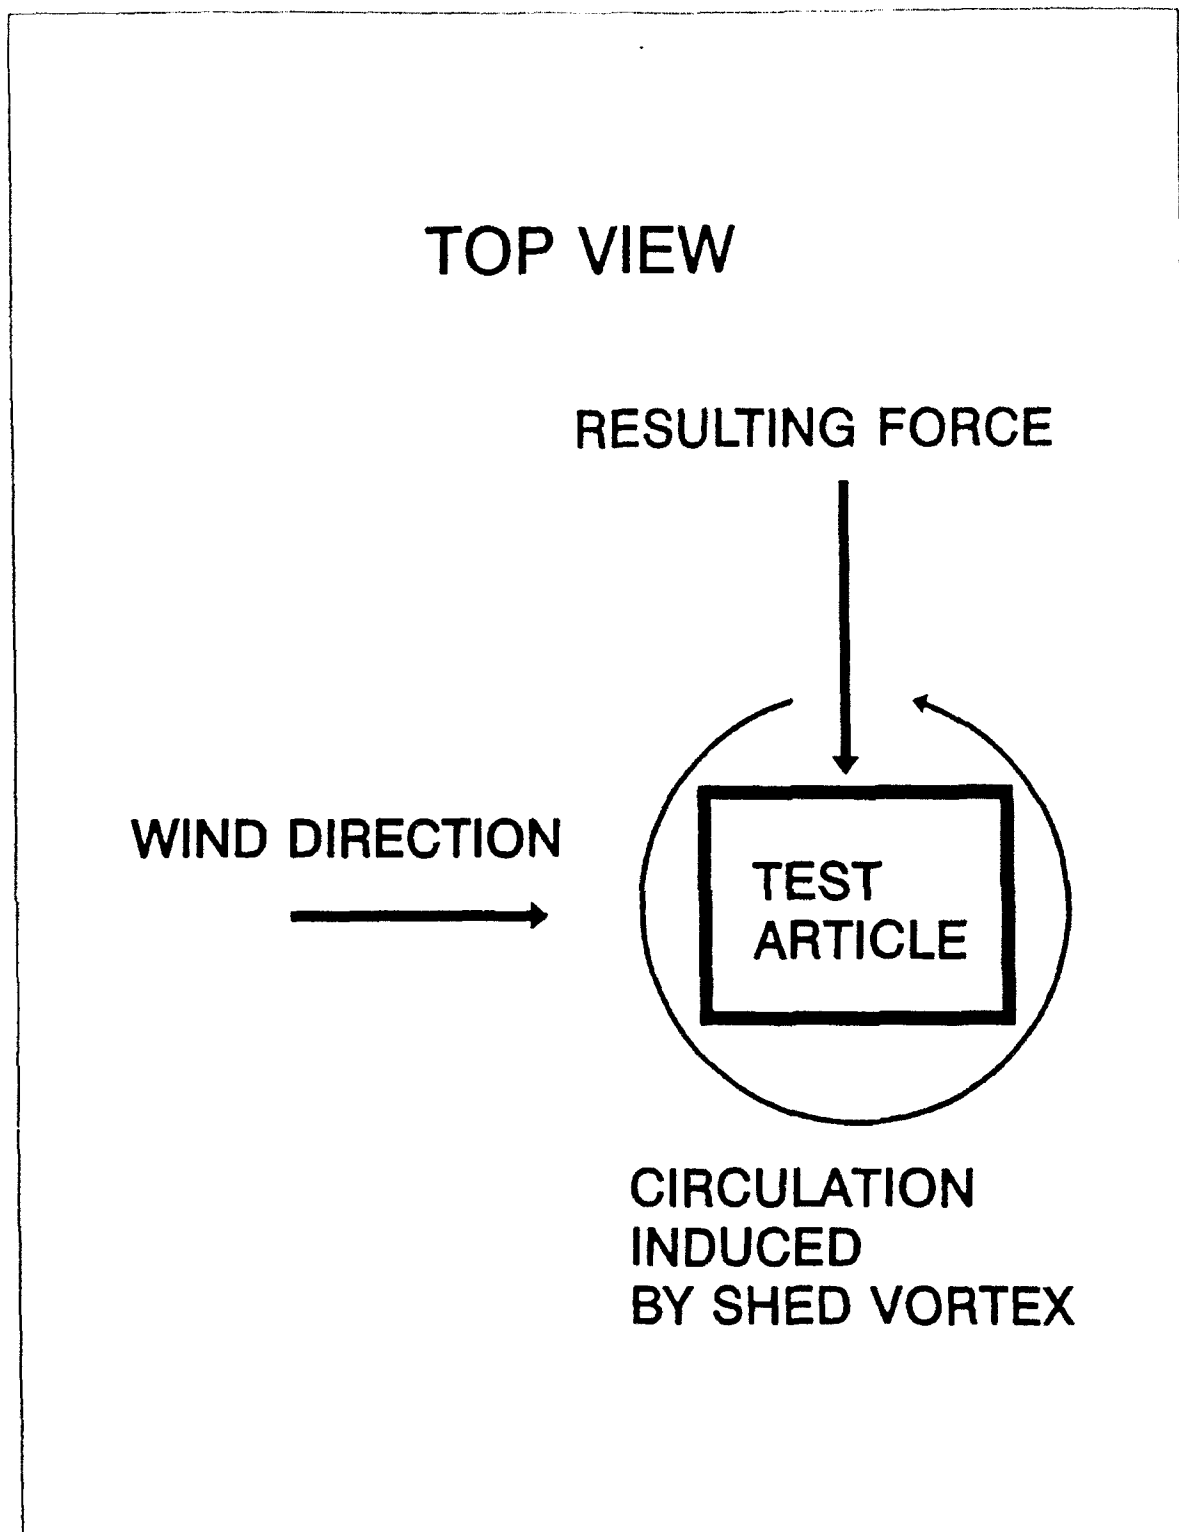 TOP VIEW
RESULTING FORCE
WIND DIRECTION
TEST
ARTICLE
CIRCULATION
INDUCED
BY SHED VORTEX